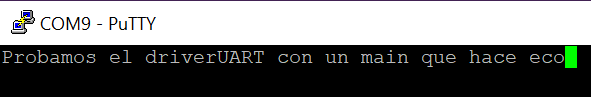 COM9 - PuTTY
Probamos el driverUART con un main que hace eco